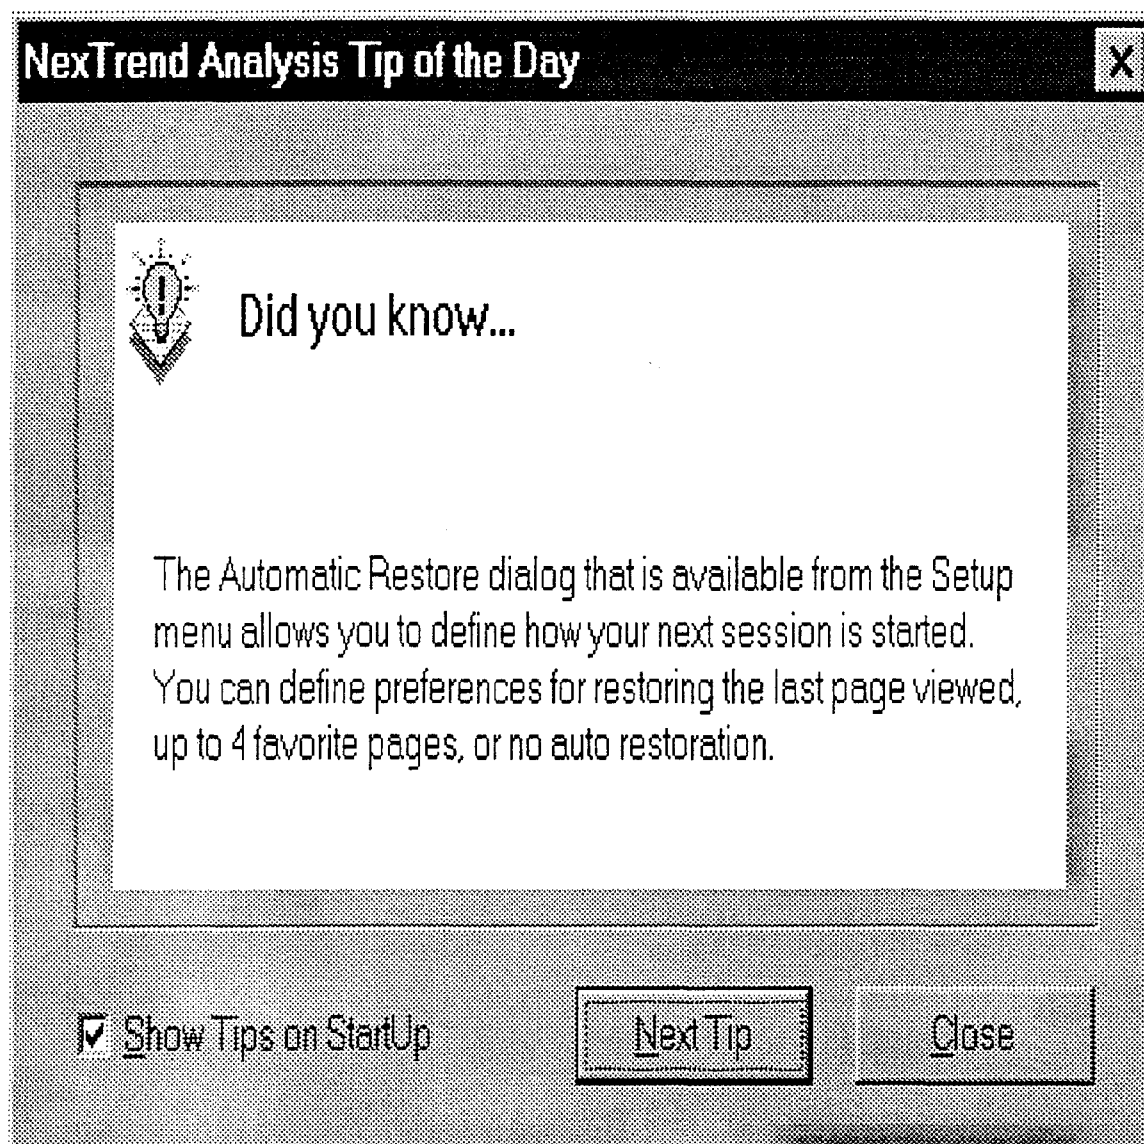 NexTrend Analysis Tip of the Day
X
Did you know...
The Automatic Restore dialog that is available from the Setup
menu allows you to define how your next session is started.
You can define preferences for restoring the last page viewed,
up to 4 favorite pages, or no auto restoration.
Show Tips on StartUp
Next Tip
Close